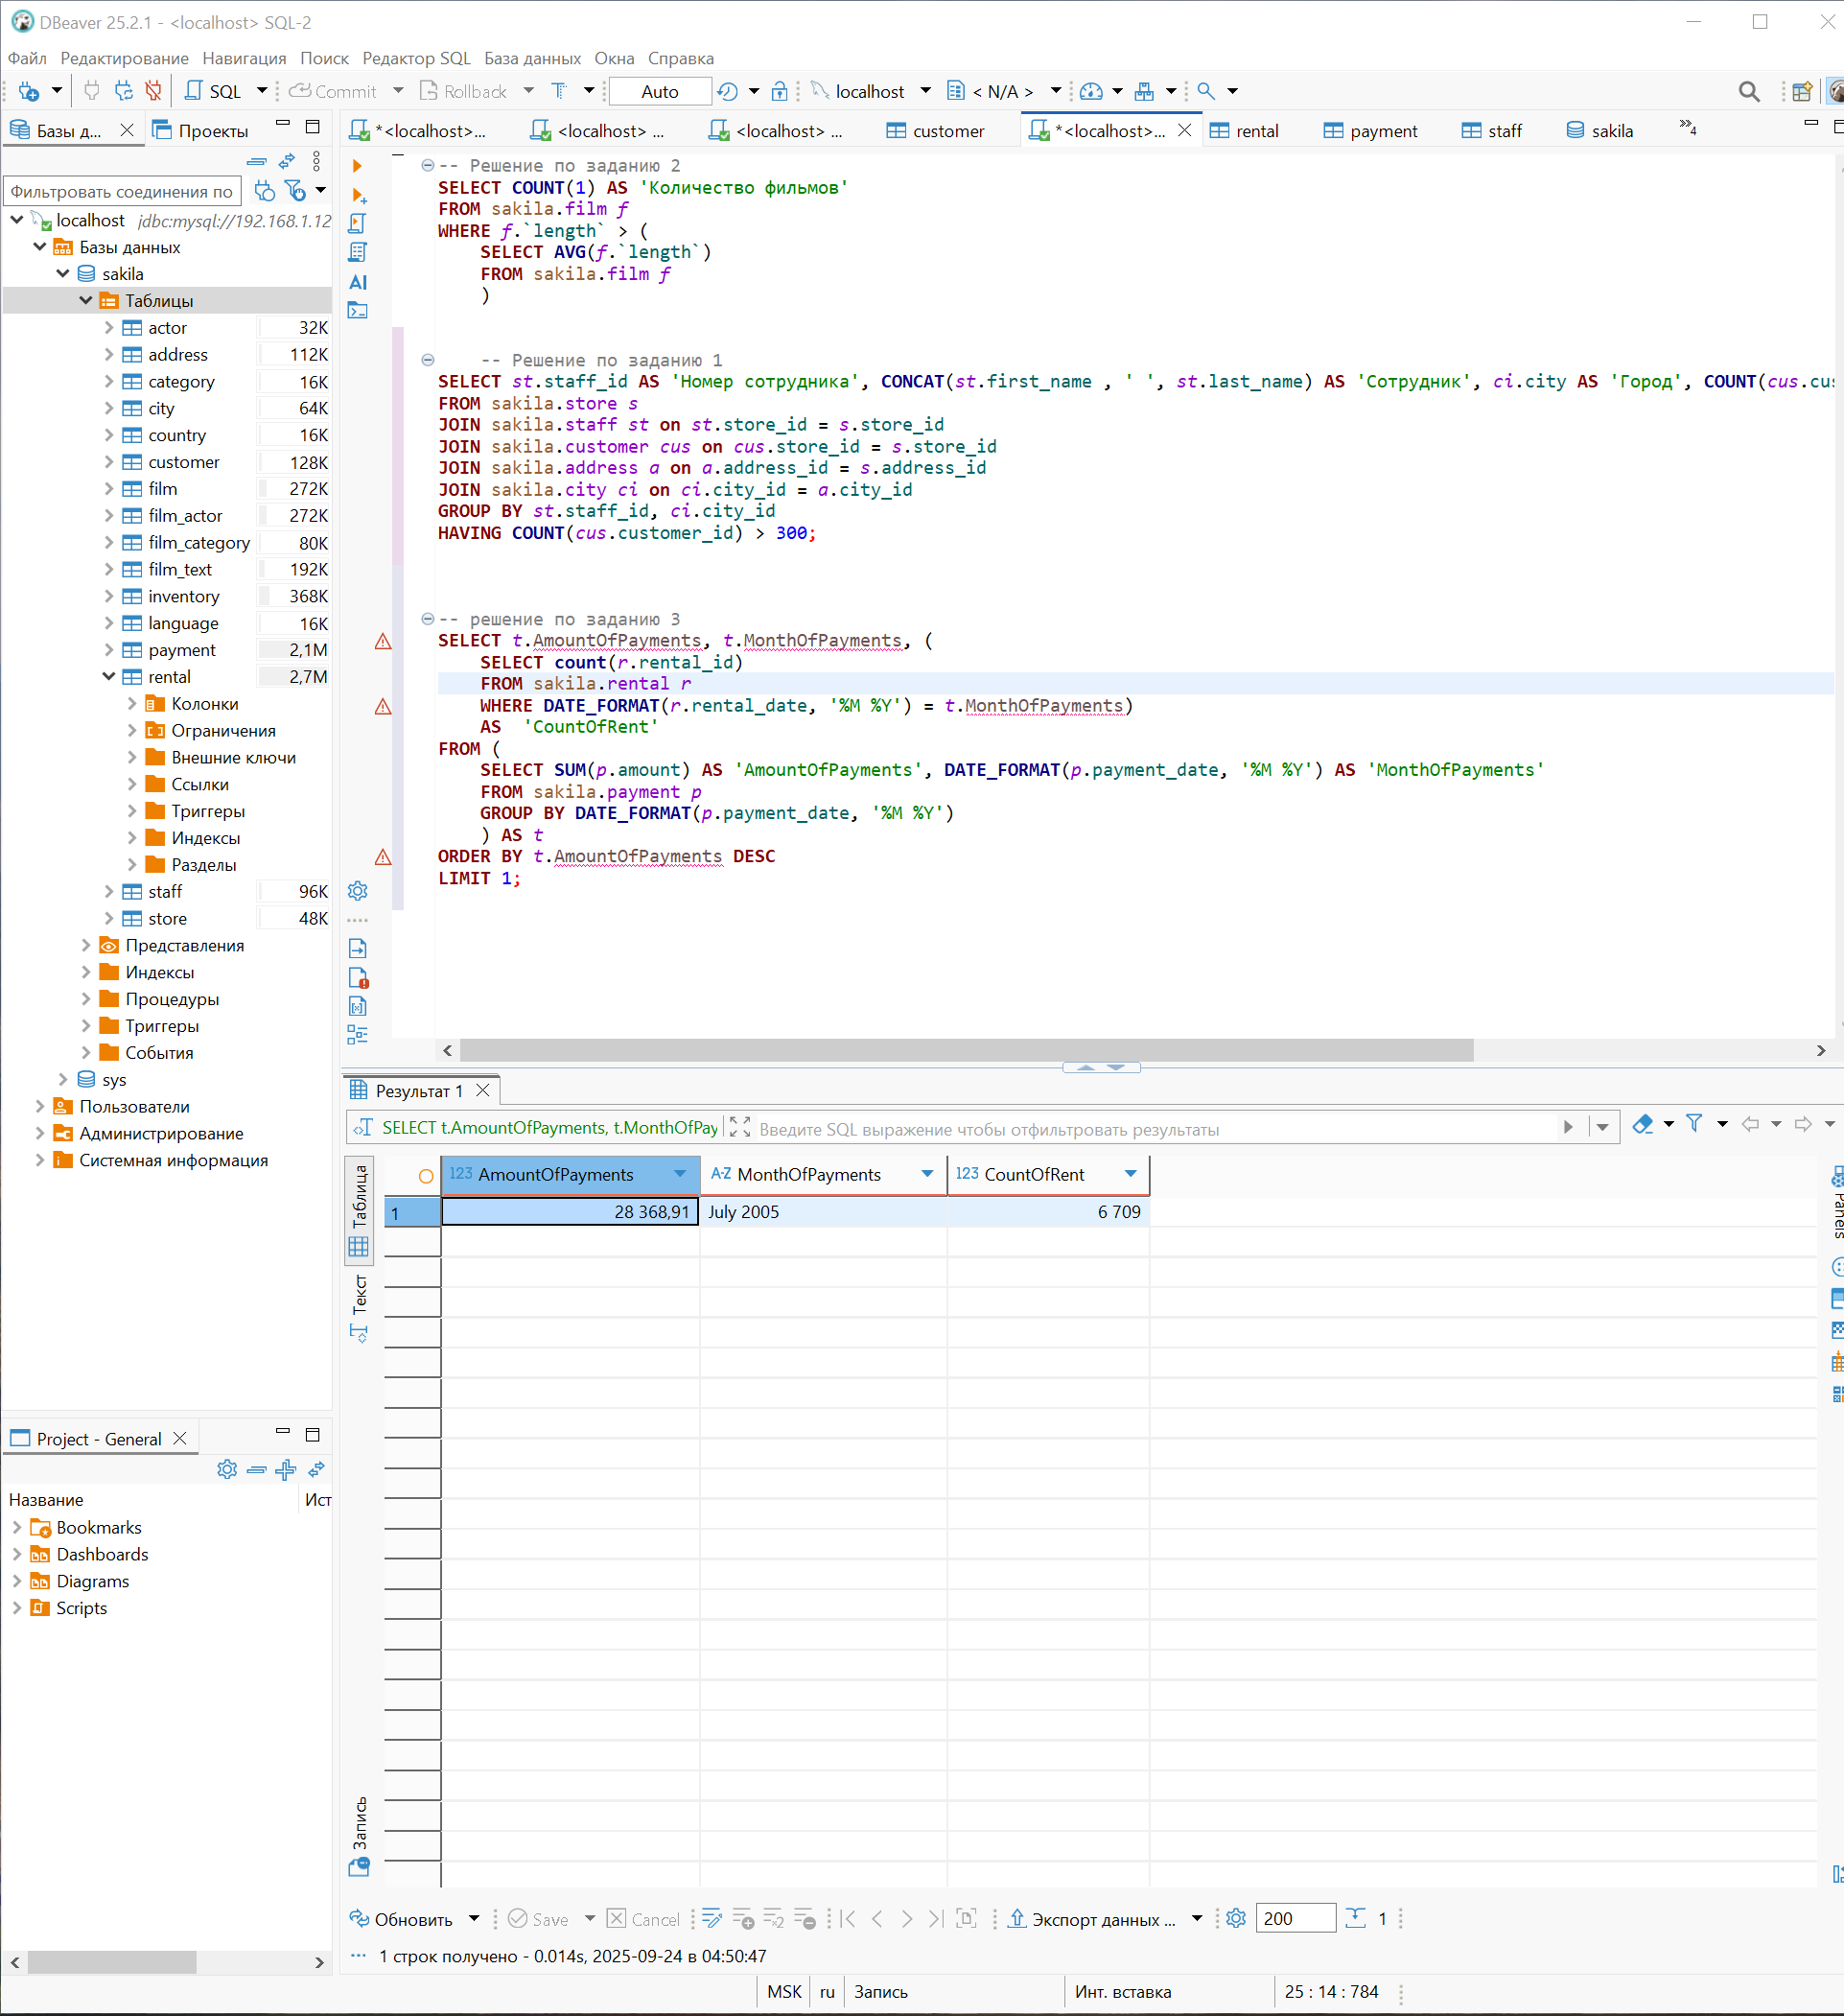 DBeaver 25.2.1 - <localhost> SQL-2
Файл Редактирование Навигация Поиск Редактор SQL База данных Окна Справка
SQL Commit Rollback T Auto localhost < N/A >
Базы д... Проекты
*<localhost>... <localhost> ... <localhost> ... customer *<localhost>... rental payment staff sakila »4
Фильтровать соединения по
localhost jdbc:mysql://192.168.1.12
Базы данных
sakila
Таблицы
actor 32K
address 112K
category 16K
city 64K
country 16K
customer 128K
film 272K
film_actor 272K
film_category 80K
film_text 192K
inventory 368K
language 16K
payment 2,1M
rental 2,7M
Колонки
Ограничения
Внешние ключи
Ссылки
Триггеры
Индексы
Разделы
staff 96K
store 48K
Представления
Индексы
Процедуры
Триггеры
События
sys
Пользователи
Администрирование
Системная информация
AI
-- Решение по заданию 2
SELECT COUNT(1) AS 'Количество фильмов'
FROM sakila.film f
WHERE f.`length` > (
SELECT AVG(f.`length`)
FROM sakila.film f
)
-- Решение по заданию 1
SELECT st.staff_id AS 'Номер сотрудника', CONCAT(st.first_name , ' ', st.last_name) AS 'Сотрудник', ci.city AS 'Город', COUNT(cus.cus
FROM sakila.store s
JOIN sakila.staff st on st.store_id = s.store_id
JOIN sakila.customer cus on cus.store_id = s.store_id
JOIN sakila.address a on a.address_id = s.address_id
JOIN sakila.city ci on ci.city_id = a.city_id
GROUP BY st.staff_id, ci.city_id
HAVING COUNT(cus.customer_id) > 300;
-- решение по заданию 3
SELECT t.AmountOfPayments, t.MonthOfPayments, (
SELECT count(r.rental_id)
FROM sakila.rental r
WHERE DATE_FORMAT(r.rental_date, '%M %Y') = t.MonthOfPayments)
AS 'CountOfRent'
FROM (
SELECT SUM(p.amount) AS 'AmountOfPayments', DATE_FORMAT(p.payment_date, '%M %Y') AS 'MonthOfPayments'
FROM sakila.payment p
GROUP BY DATE_FORMAT(p.payment_date, '%M %Y')
) AS t
ORDER BY t.AmountOfPayments DESC
LIMIT 1;
Результат 1
SELECT t.AmountOfPayments, t.MonthOfPay Введите SQL выражение чтобы отфильтровать результаты
Таблица
Текст
Запись
Panels
123 AmountOfPayments A-Z MonthOfPayments 123 CountOfRent
1 28 368,91 July 2005 6 709
Project - General
Название Ист
Bookmarks
Dashboards
Diagrams
Scripts
Обновить Save Cancel Экспорт данных ... 200 1
1 строк получено - 0.014s, 2025-09-24 в 04:50:47
MSK ru Запись Инт. вставка 25 : 14 : 784